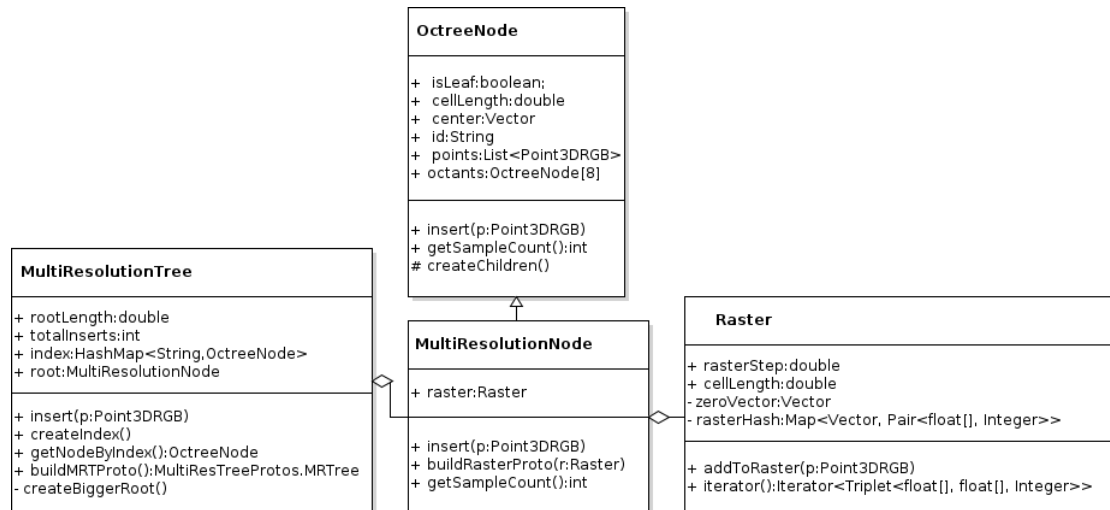 OctreeNode
+ isLeaf:boolean;
+ cellLength:double
+ center:Vector
+ id:String
+ points:List<Point3DRGB>
+ octants:OctreeNode[8]
+ insert(p:Point3DRGB)
+ getSampleCount():int
# createChildren()
MultiResolutionTree
+ rootLength:double
+ totalInserts:int
+ index:HashMap<String,OctreeNode>
+ root:MultiResolutionNode
+ insert(p:Point3DRGB)
+ createIndex()
+ getNodeByIndex():OctreeNode
+ buildMRTProto():MultiResTreeProtos.MRTree
- createBiggerRoot()
MultiResolutionNode
+ raster:Raster
+ insert(p:Point3DRGB)
+ buildRasterProto(r:Raster)
+ getSampleCount():int
Raster
+ rasterStep:double
+ cellLength:double
- zeroVector:Vector
- rasterHash:Map<Vector, Pair<float[], Integer>>
+ addToRaster(p:Point3DRGB)
+ iterator():Iterator<Triplet<float[], float[], Integer>>